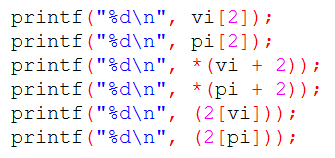 printf("%d\n", vi[2]);
printf("%d\n", pi[2]);
printf("%d\n", *(vi + 2));
printf("%d\n", *(pi + 2));
printf("%d\n", (2[vi]));
printf("%d\n", (2[pi]));